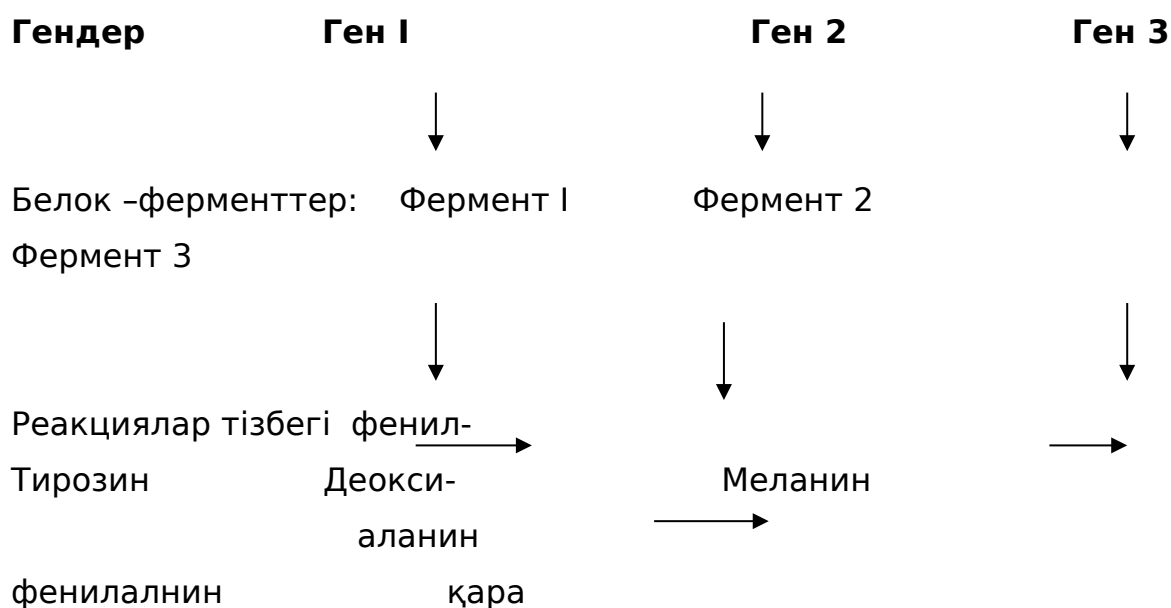 Гендер Ген I Ген 2 Ген 3
Белок –ферменттер: Фермент I Фермент 2
Фермент 3
Реакциялар тізбегі фенил-
Тирозин Деокси- Меланин
аланин
фенилалнин қара